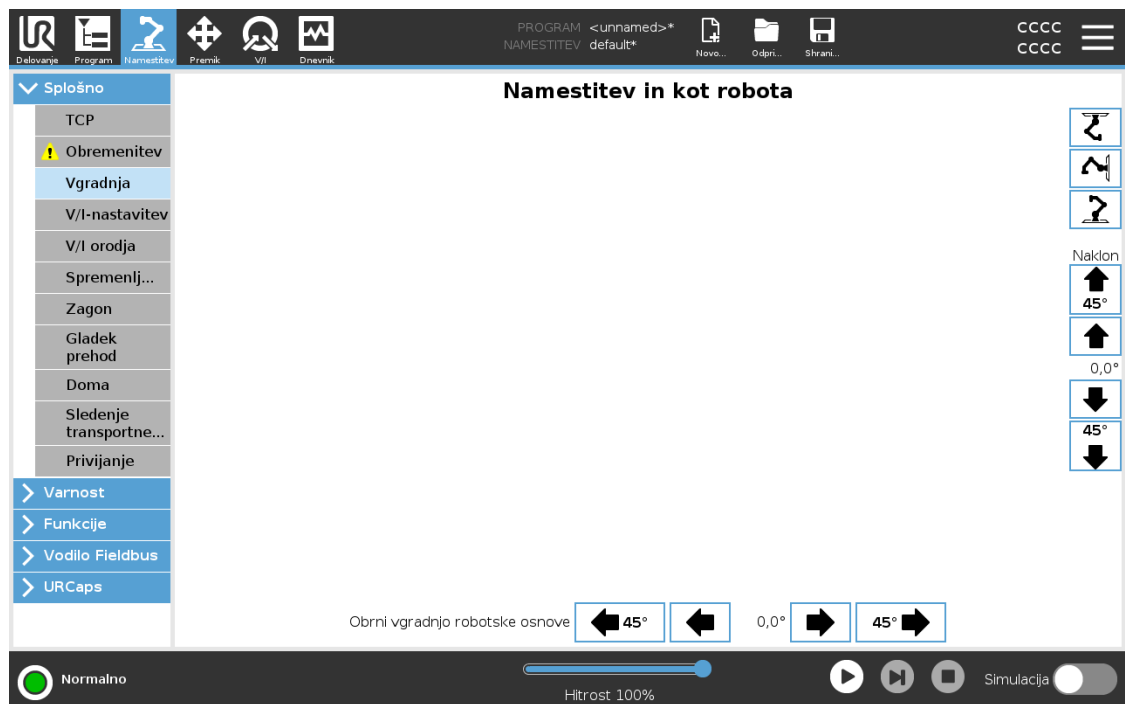 PROGRAM <unnamed>*
NAMESTITEV default*
Delovanje
Program
Namestitev
Premik
V/I
Dnevnik
Novo...
Odpri...
Shrani...
cccc
cccc
Splošno
TCP
Obremenitev
Vgradnja
V/I-nastavitev
V/I orodja
Spremenlj...
Zagon
Gladek
prehod
Doma
Sledenje
transportne...
Privijanje
Varnost
Funkcije
Vodilo Fieldbus
URCaps
Namestitev in kot robota
Naklon
45°
0,0°
45°
Obrni vgradnjo robotske osnove 45° 0,0° 45°
Normalno
Hitrost 100%
Simulacija